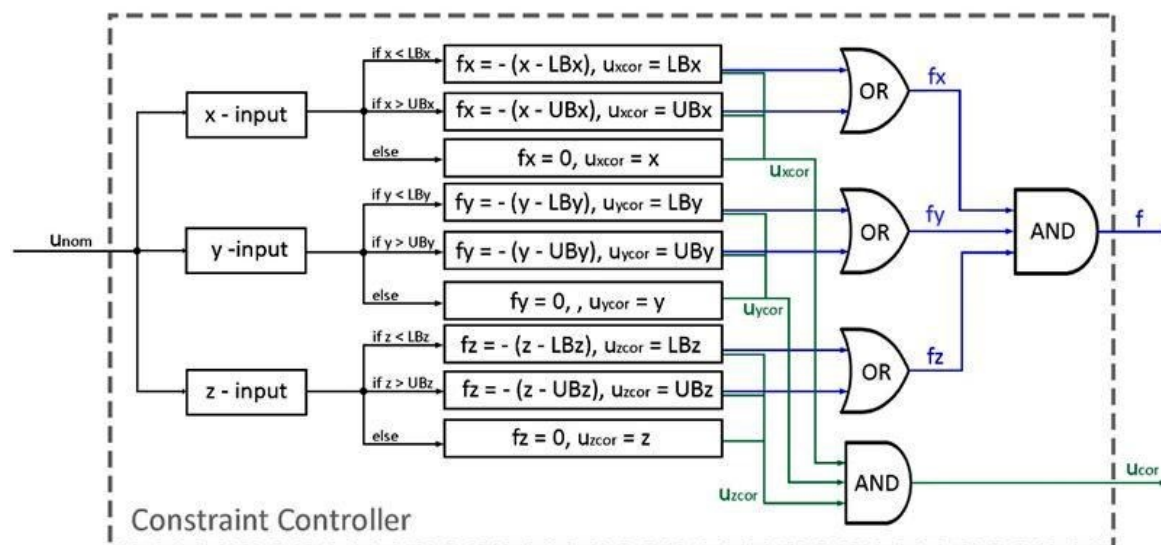 if x < LBx
fx = - (x - LBx), uxcor = LBx
x - input
if x > UBx
fx = - (x - UBx), uxcor = UBx
else
fx = 0, uxcor = x
OR
fx
uxcor
if y < LBy
fy = - (y - LBy), uycor = LBy
unom
y -input
if y > UBy
fy = - (y - UBy), uycor = UBy
else
fy = 0, , uycor = y
OR
fy
AND
f
uycor
if z < LBz
fz = - (z - LBz), uzcor = LBz
z - input
if z > UBz
fz = - (z - UBz), uzcor = UBz
else
fz = 0, uzcor = z
OR
fz
uzcor
AND
ucor
Constraint Controller